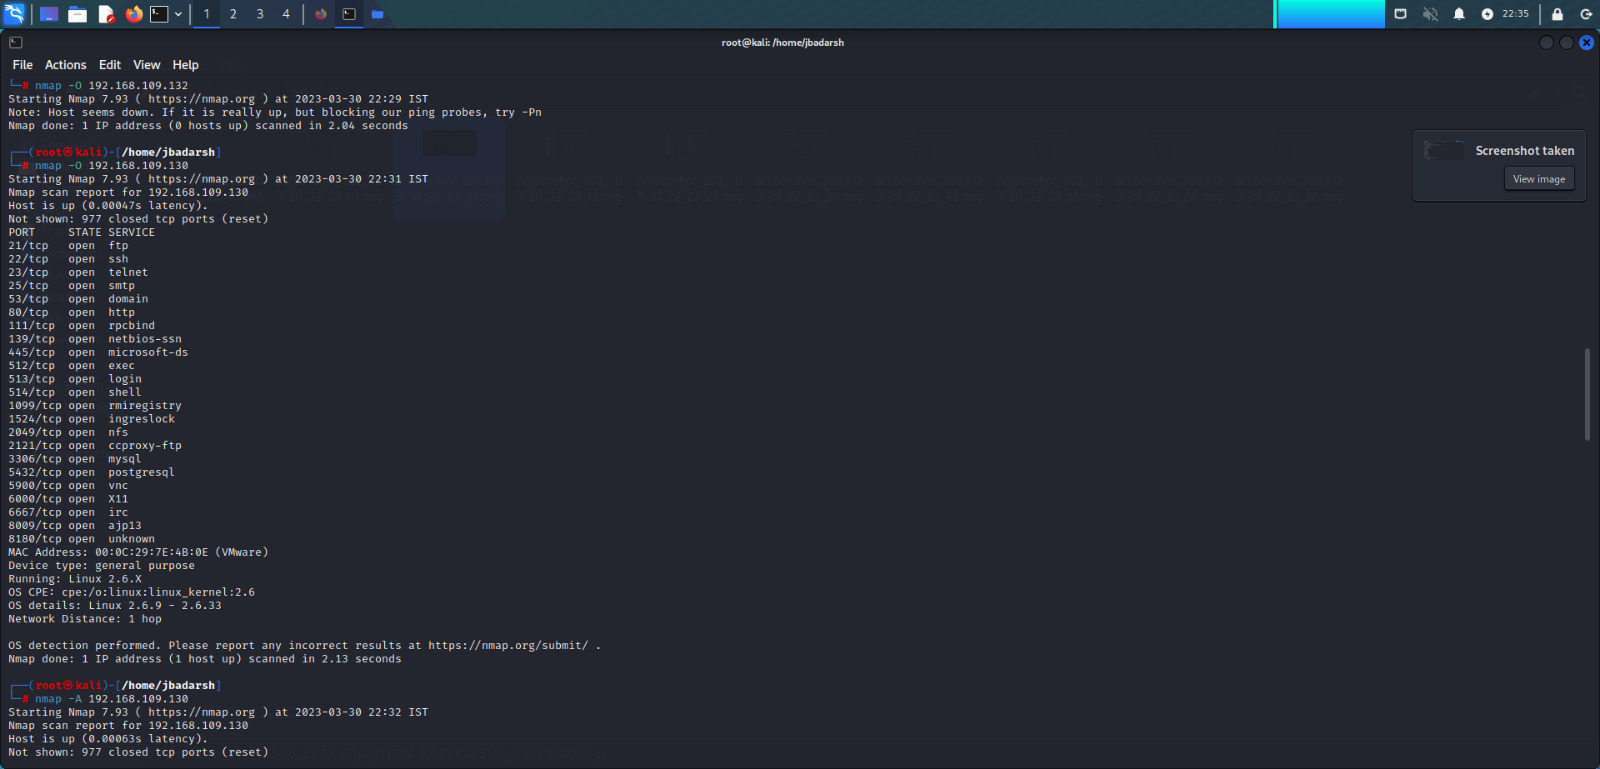 1 2 3 4
22:35
root@kali: /home/jbadarsh
File Actions Edit View Help
└─# nmap -O 192.168.109.132
Starting Nmap 7.93 ( https://nmap.org ) at 2023-03-30 22:29 IST
Note: Host seems down. If it is really up, but blocking our ping probes, try -Pn
Nmap done: 1 IP address (0 hosts up) scanned in 2.04 seconds
┌──(root㉿kali)-[/home/jbadarsh]
└─# nmap -O 192.168.109.130
Starting Nmap 7.93 ( https://nmap.org ) at 2023-03-30 22:31 IST
Nmap scan report for 192.168.109.130
Host is up (0.00047s latency).
Not shown: 977 closed tcp ports (reset)
PORT STATE SERVICE
21/tcp open ftp
22/tcp open ssh
23/tcp open telnet
25/tcp open smtp
53/tcp open domain
80/tcp open http
111/tcp open rpcbind
139/tcp open netbios-ssn
445/tcp open microsoft-ds
512/tcp open exec
513/tcp open login
514/tcp open shell
1099/tcp open rmiregistry
1524/tcp open ingreslock
2049/tcp open nfs
2121/tcp open ccproxy-ftp
3306/tcp open mysql
5432/tcp open postgresql
5900/tcp open vnc
6000/tcp open X11
6667/tcp open irc
8009/tcp open ajp13
8180/tcp open unknown
MAC Address: 00:0C:29:7E:4B:0E (VMware)
Device type: general purpose
Running: Linux 2.6.X
OS CPE: cpe:/o:linux:linux_kernel:2.6
OS details: Linux 2.6.9 - 2.6.33
Network Distance: 1 hop
OS detection performed. Please report any incorrect results at https://nmap.org/submit/ .
Nmap done: 1 IP address (1 host up) scanned in 2.13 seconds
┌──(root㉿kali)-[/home/jbadarsh]
└─# nmap -A 192.168.109.130
Starting Nmap 7.93 ( https://nmap.org ) at 2023-03-30 22:32 IST
Nmap scan report for 192.168.109.130
Host is up (0.00063s latency).
Not shown: 977 closed tcp ports (reset)
Screenshot taken
View image